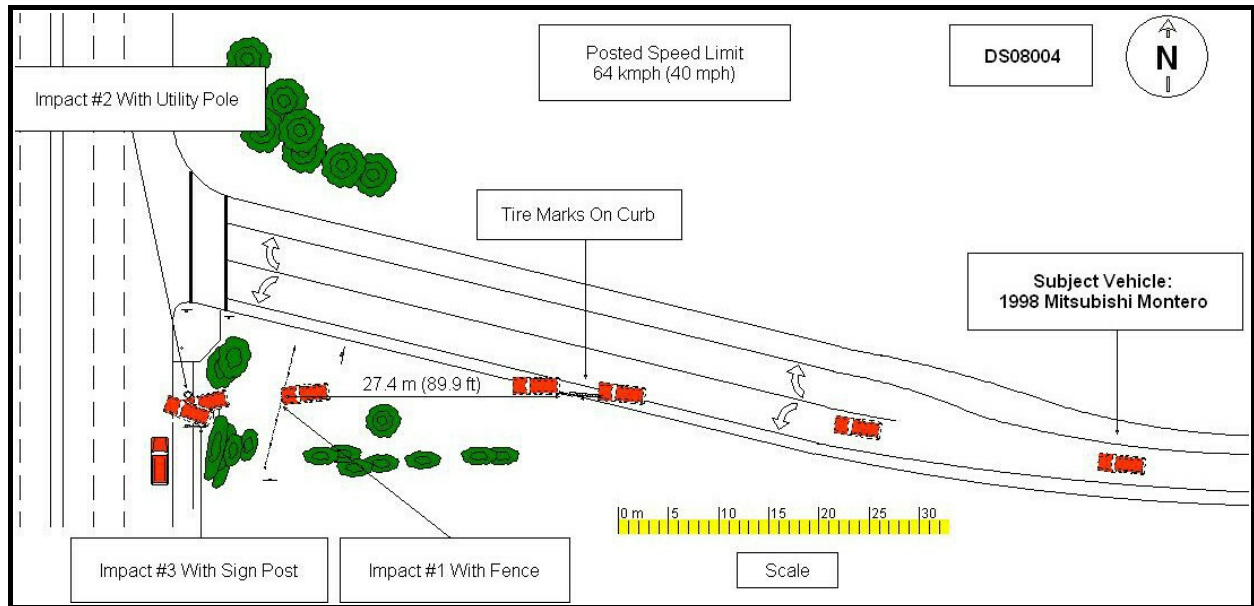 Posted Speed Limit
64 kmph (40 mph)
DS08004
N
Impact #2 With Utility Pole
Tire Marks On Curb
Subject Vehicle:
1998 Mitsubishi Montero
27.4 m (89.9 ft)
0 m 5 10 15 20 25 30
Impact #3 With Sign Post
Impact #1 With Fence
Scale